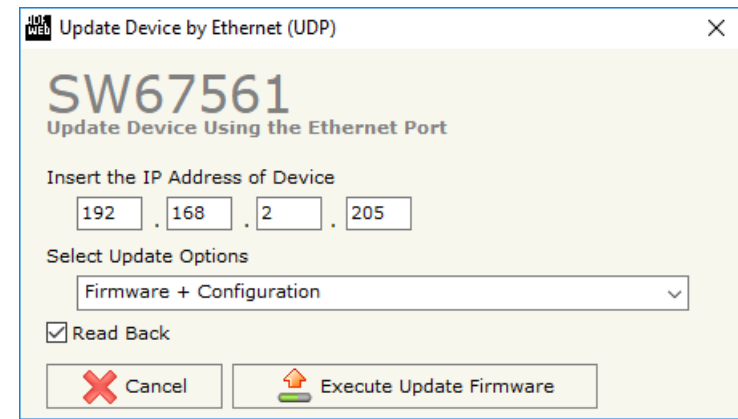 Update Device by Ethernet (UDP)
SW67561
Update Device Using the Ethernet Port
Insert the IP Address of Device
192 . 168 . 2 . 205
Select Update Options
Firmware + Configuration
Read Back
Cancel Execute Update Firmware